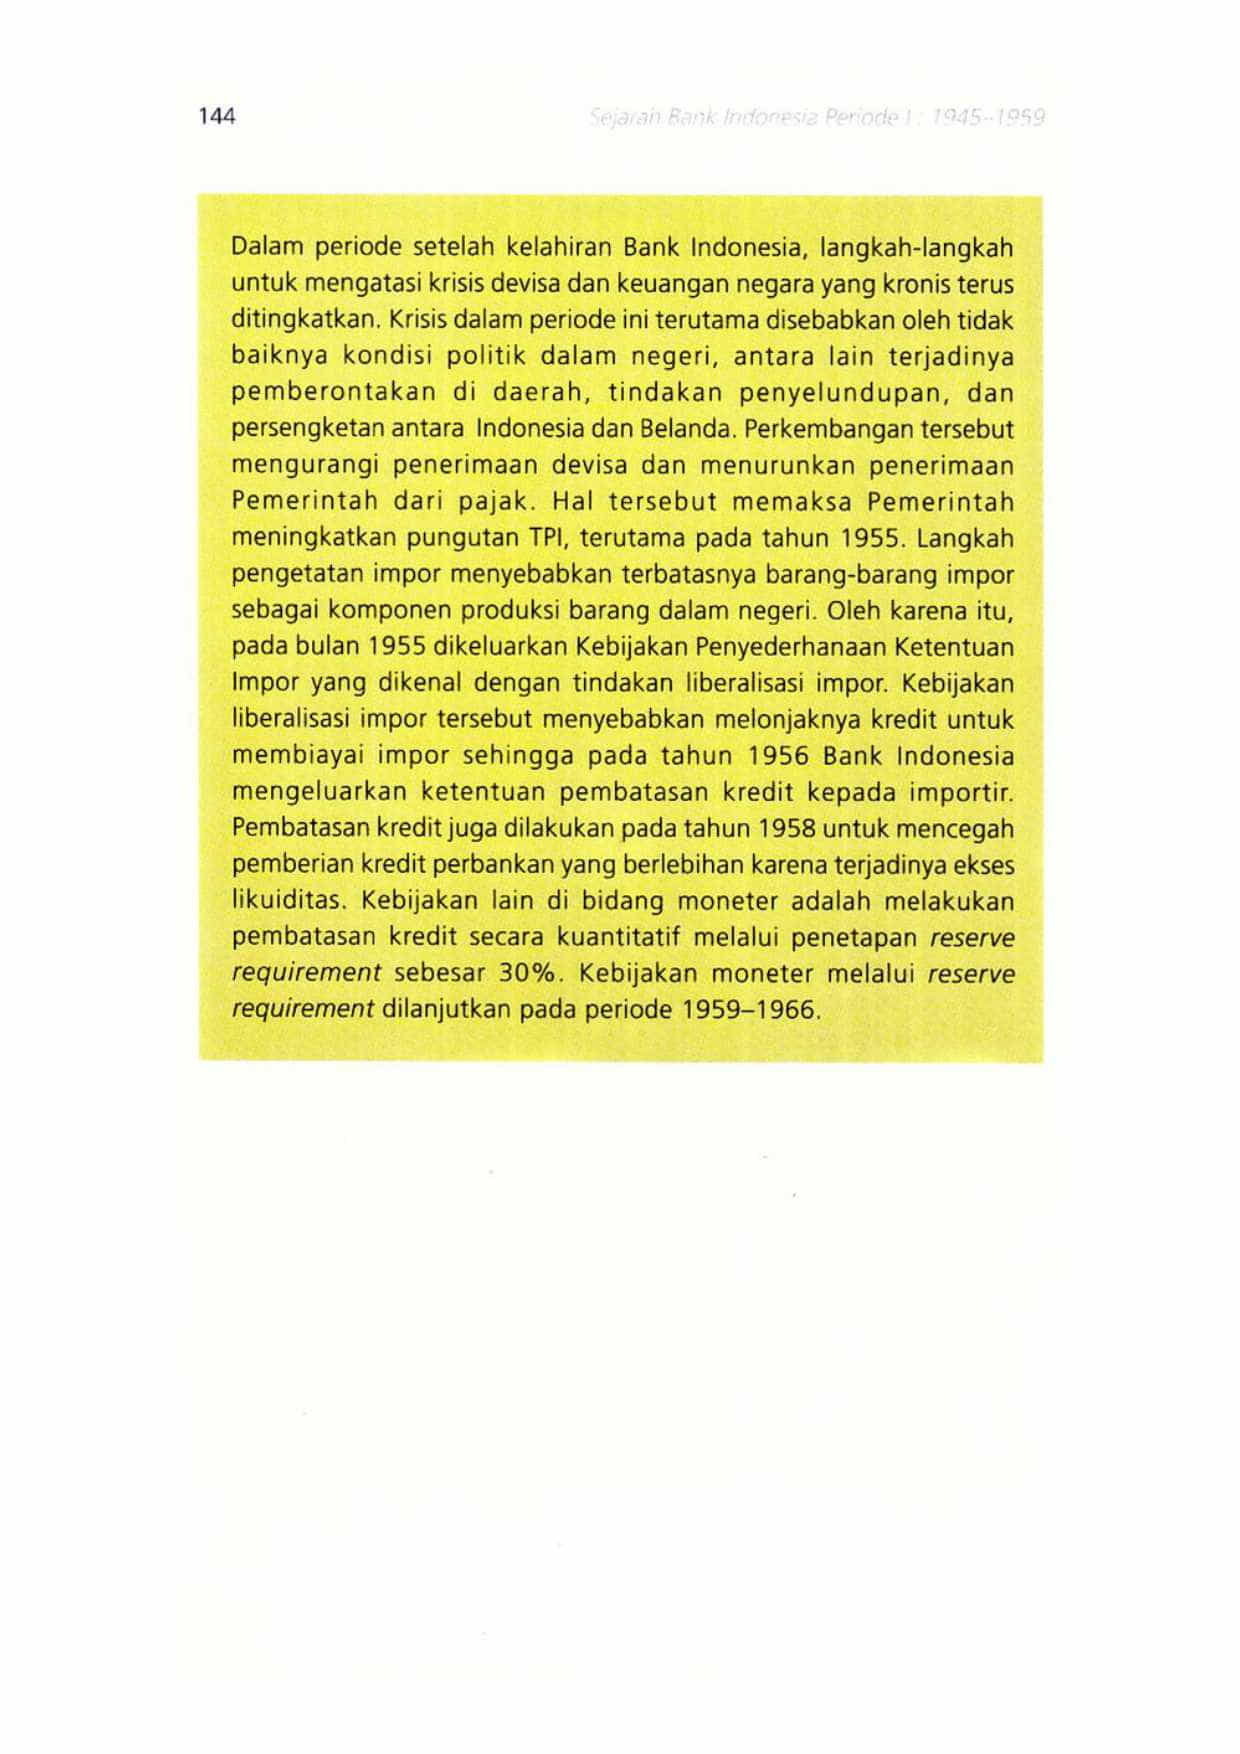 144
Sejarah Bank Indonesia Periode I : 1945–1959
Dalam periode setelah kelahiran Bank Indonesia, langkah-langkah
untuk mengatasi krisis devisa dan keuangan negara yang kronis terus
ditingkatkan. Krisis dalam periode ini terutama disebabkan oleh tidak
baiknya kondisi politik dalam negeri, antara lain terjadinya
pemberontakan di daerah, tindakan penyelundupan, dan
persengketan antara Indonesia dan Belanda. Perkembangan tersebut
mengurangi penerimaan devisa dan menurunkan penerimaan
Pemerintah dari pajak. Hal tersebut memaksa Pemerintah
meningkatkan pungutan TPI, terutama pada tahun 1955. Langkah
pengetatan impor menyebabkan terbatasnya barang-barang impor
sebagai komponen produksi barang dalam negeri. Oleh karena itu,
pada bulan 1955 dikeluarkan Kebijakan Penyederhanaan Ketentuan
Impor yang dikenal dengan tindakan liberalisasi impor. Kebijakan
liberalisasi impor tersebut menyebabkan melonjaknya kredit untuk
membiayai impor sehingga pada tahun 1956 Bank Indonesia
mengeluarkan ketentuan pembatasan kredit kepada importir.
Pembatasan kredit juga dilakukan pada tahun 1958 untuk mencegah
pemberian kredit perbankan yang berlebihan karena terjadinya ekses
likuiditas. Kebijakan lain di bidang moneter adalah melakukan
pembatasan kredit secara kuantitatif melalui penetapan reserve
requirement sebesar 30%. Kebijakan moneter melalui reserve
requirement dilanjutkan pada periode 1959–1966.